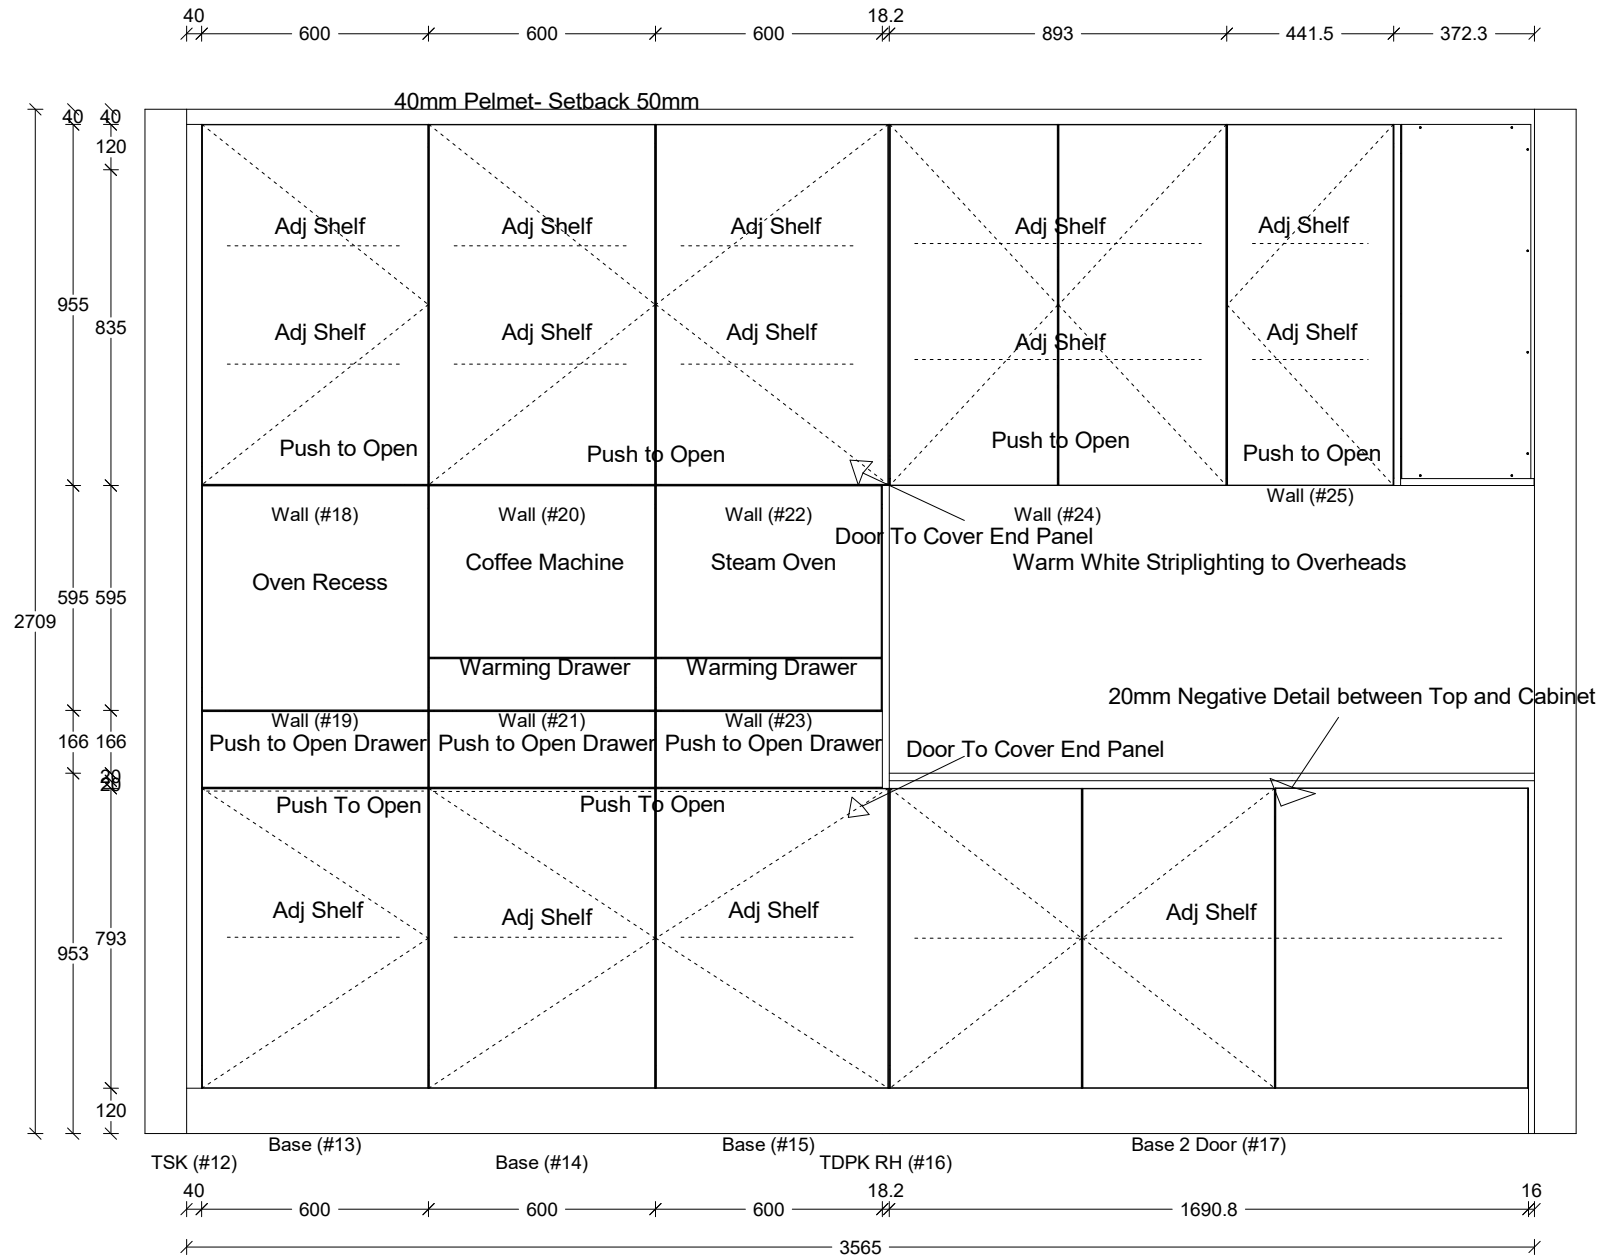 40 18.2
600 600 600 893 441.5 372.3
40mm Pelmet- Setback 50mm
40 40
120
Adj Shelf Adj Shelf Adj Shelf Adj Shelf Adj Shelf
955
835
Adj Shelf Adj Shelf Adj Shelf Adj Shelf Adj Shelf
Push to Open Push to Open Push to Open Push to Open
Wall (#25)
Wall (#18) Wall (#20) Wall (#22) Wall (#24)
Door To Cover End Panel
Coffee Machine Steam Oven Warm White Striplighting to Overheads
Oven Recess
595 595
2709
Warming Drawer Warming Drawer
20mm Negative Detail between Top and Cabinet
Wall (#19) Wall (#21) Wall (#23)
166 166
Push to Open Drawer Push to Open Drawer Push to Open Drawer
Door To Cover End Panel
20
20
Push To Open Push To Open
Adj Shelf Adj Shelf Adj Shelf Adj Shelf
793
953
120
Base (#13) Base (#15) Base 2 Door (#17)
TSK (#12) Base (#14) TDPK RH (#16)
40 18.2 16
600 600 600 1690.8
3565